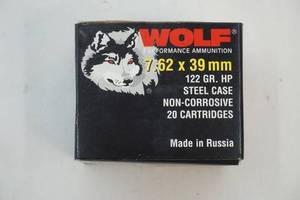 WOLF®
PERFORMANCE AMMUNITION
7.62 x 39 mm
122 GR. HP
STEEL CASE
NON-CORROSIVE
20 CARTRIDGES
Made in Russia